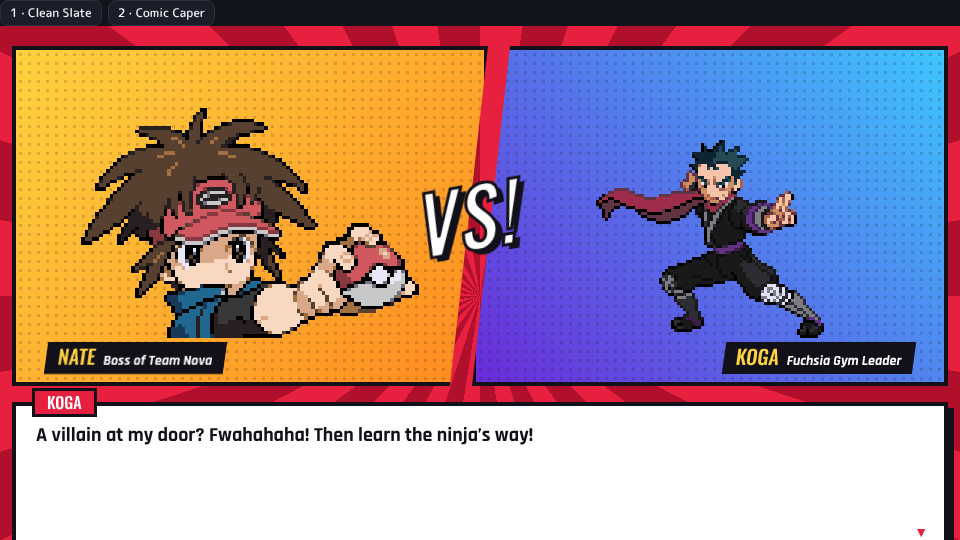 1 · Clean Slate
2 · Comic Caper
VS!
NATE Boss of Team Nova
KOGA Fuchsia Gym Leader
KOGA
A villain at my door? Fwahahaha! Then learn the ninja's way!